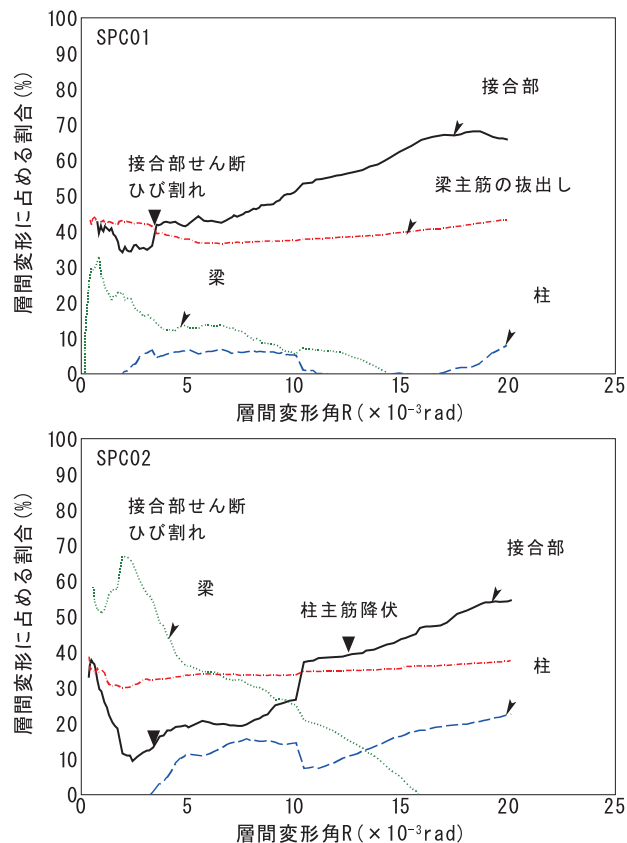 100
SPC01
90
80
70
60
50
40
30
20
10
0
層間変形に占める割合(%)
接合部
接合部せん断
ひび割れ
梁主筋の抜出し
梁
柱
0
5
10
15
20
25
層間変形角R(×10⁻³rad)
100
SPC02
90
80
70
60
50
40
30
20
10
0
層間変形に占める割合(%)
接合部せん断
ひび割れ
接合部
梁
柱主筋降伏
柱
0
5
10
15
20
25
層間変形角R(×10⁻³rad)